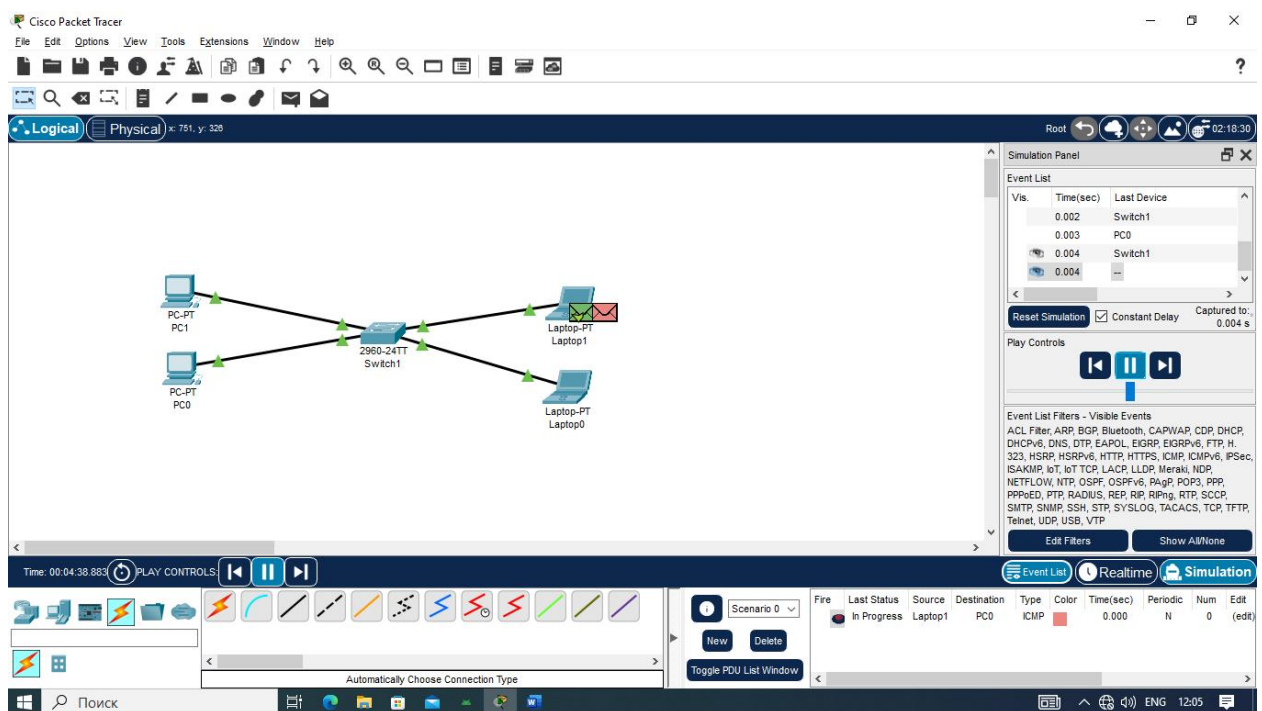 Cisco Packet Tracer
File Edit Options View Tools Extensions Window Help
?
Logical Physical x: 751, y: 326 Root 02:18:30
Simulation Panel
Event List
Vis. Time(sec) Last Device
0.002 Switch1
0.003 PC0
0.004 Switch1
0.004 --
Reset Simulation Constant Delay Captured to:
0.004 s
Play Controls
PC-PT
PC1
PC-PT
PC0
2960-24TT
Switch1
Laptop-PT
Laptop1
Laptop-PT
Laptop0
Event List Filters - Visible Events
ACL Filter, ARP, BGP, Bluetooth, CAPWAP, CDP, DHCP,
DHCPv6, DNS, DTP, EAPOL, EIGRP, EIGRPv6, FTP, H.
323, HSRP, HSRPv6, HTTP, HTTPS, ICMP, ICMPv6, IPSec,
ISAKMP, IoT, IoT TCP, LACP, LLDP, Meraki, NDP,
NETFLOW, NTP, OSPF, OSPFv6, PAgP, POP3, PPP,
PPPoED, PTP, RADIUS, REP, RIP, RIPng, RTP, SCCP,
SMTP, SNMP, SSH, STP, SYSLOG, TACACS, TCP, TFTP,
Telnet, UDP, USB, VTP
Edit Filters Show All/None
Time: 00:04:38.883 PLAY CONTROLS: Event List Realtime Simulation
Scenario 0
New Delete
Toggle PDU List Window
Fire Last Status Source Destination Type Color Time(sec) Periodic Num Edit
In Progress Laptop1 PC0 ICMP 0.000 N 0 (edit)
Automatically Choose Connection Type
Поиск ENG 12:05